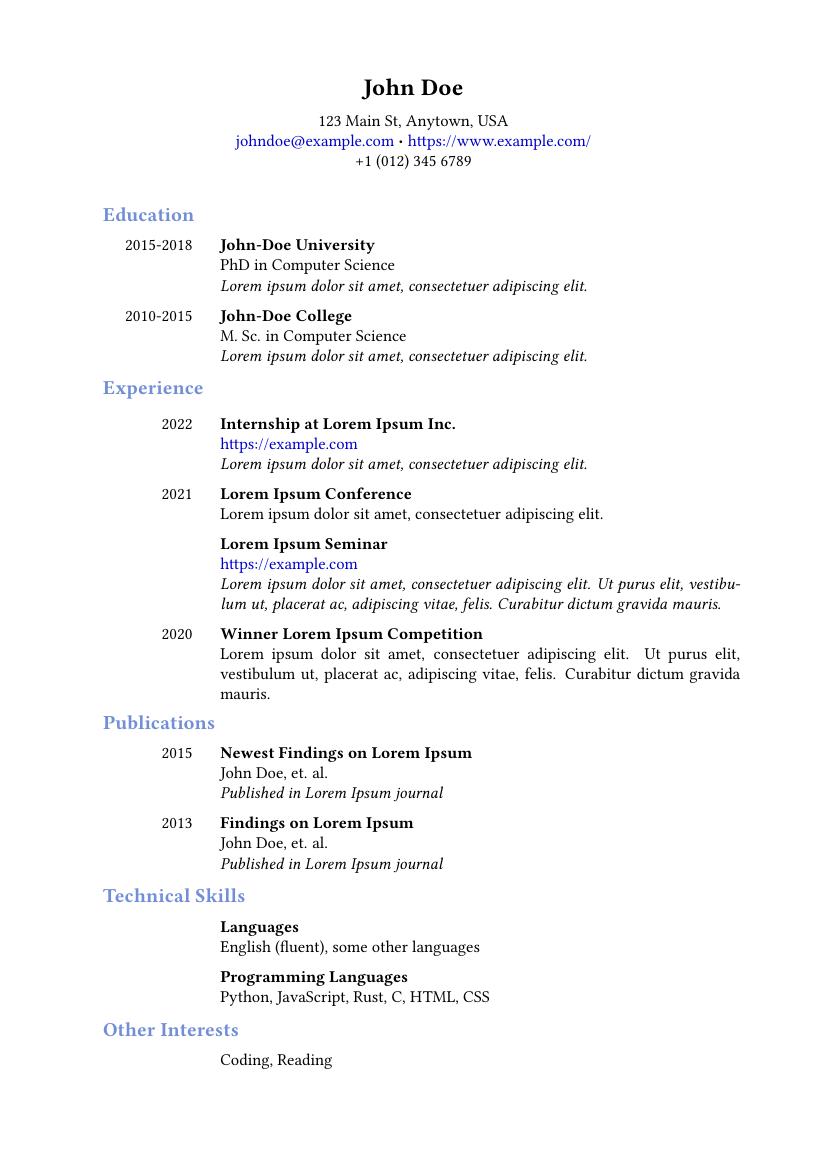 John Doe
123 Main St, Anytown, USA
johndoe@example.com · https://www.example.com/
+1 (012) 345 6789
Education
2015-2018 John-Doe University
PhD in Computer Science
Lorem ipsum dolor sit amet, consectetuer adipiscing elit.
2010-2015 John-Doe College
M. Sc. in Computer Science
Lorem ipsum dolor sit amet, consectetuer adipiscing elit.
Experience
2022 Internship at Lorem Ipsum Inc.
https://example.com
Lorem ipsum dolor sit amet, consectetuer adipiscing elit.
2021 Lorem Ipsum Conference
Lorem ipsum dolor sit amet, consectetuer adipiscing elit.
Lorem Ipsum Seminar
https://example.com
Lorem ipsum dolor sit amet, consectetuer adipiscing elit. Ut purus elit, vestibu-
lum ut, placerat ac, adipiscing vitae, felis. Curabitur dictum gravida mauris.
2020 Winner Lorem Ipsum Competition
Lorem ipsum dolor sit amet, consectetuer adipiscing elit. Ut purus elit,
vestibulum ut, placerat ac, adipiscing vitae, felis. Curabitur dictum gravida
mauris.
Publications
2015 Newest Findings on Lorem Ipsum
John Doe, et. al.
Published in Lorem Ipsum journal
2013 Findings on Lorem Ipsum
John Doe, et. al.
Published in Lorem Ipsum journal
Technical Skills
Languages
English (fluent), some other languages
Programming Languages
Python, JavaScript, Rust, C, HTML, CSS
Other Interests
Coding, Reading